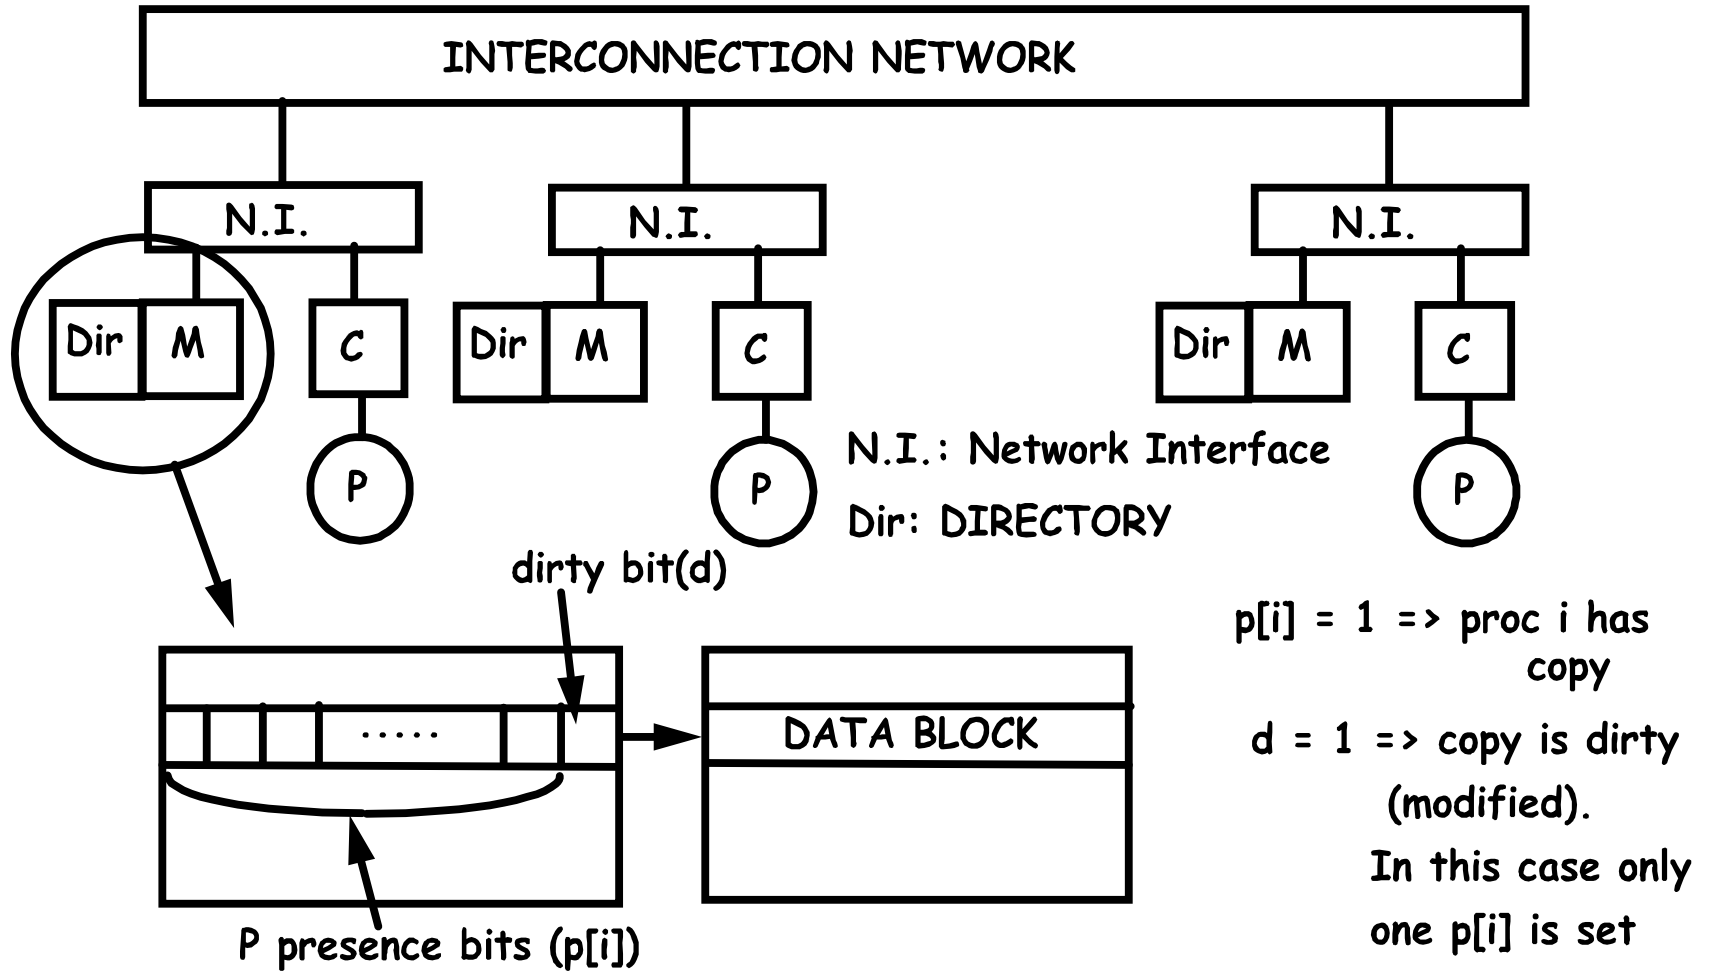 INTERCONNECTION NETWORK
N.I.
N.I.
N.I.
Dir
M
C
Dir
M
C
Dir
M
C
P
P
P
N.I.: Network Interface
Dir: DIRECTORY
dirty bit(d)
p[i] = 1 => proc i has
copy
DATA BLOCK
.....
d = 1 => copy is dirty
(modified).
In this case only
one p[i] is set
P presence bits (p[i])